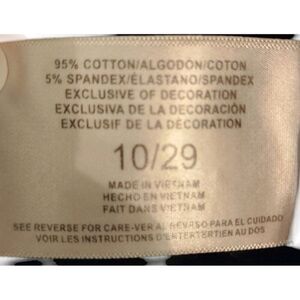 95% COTTON/ALGODÓN/COTON
5% SPANDEX/ELASTANO/SPANDEX
EXCLUSIVE OF DECORATION
EXCLUSIVA DE LA DECORACIÓN
EXCLUSIF DE LA DÉCORATION
10/29
MADE IN VIETNAM
HECHO EN VIETNAM
FAIT DANS VIETNAM
SEE REVERSE FOR CARE-VER AL REVASO PARA EL CUIDADO
VOIR LES INSTRUCTIONS D'ENTERTETIEN AU DOS